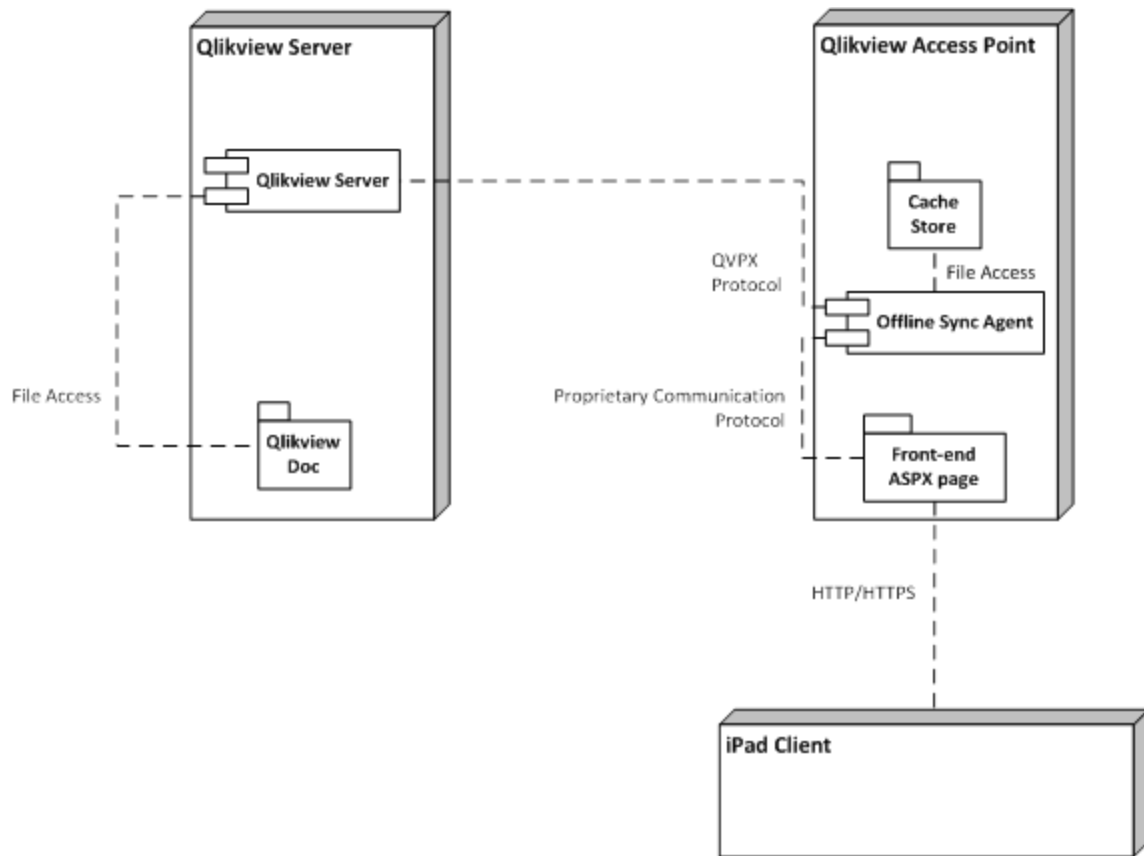 Qlikview Server
Qlikview Access Point
Qlikview Server
Cache
Store
QVPX
Protocol
File Access
Offline Sync Agent
File Access
Proprietary Communication
Protocol
Qlikview
Doc
Front-end
ASPX page
HTTP/HTTPS
iPad Client